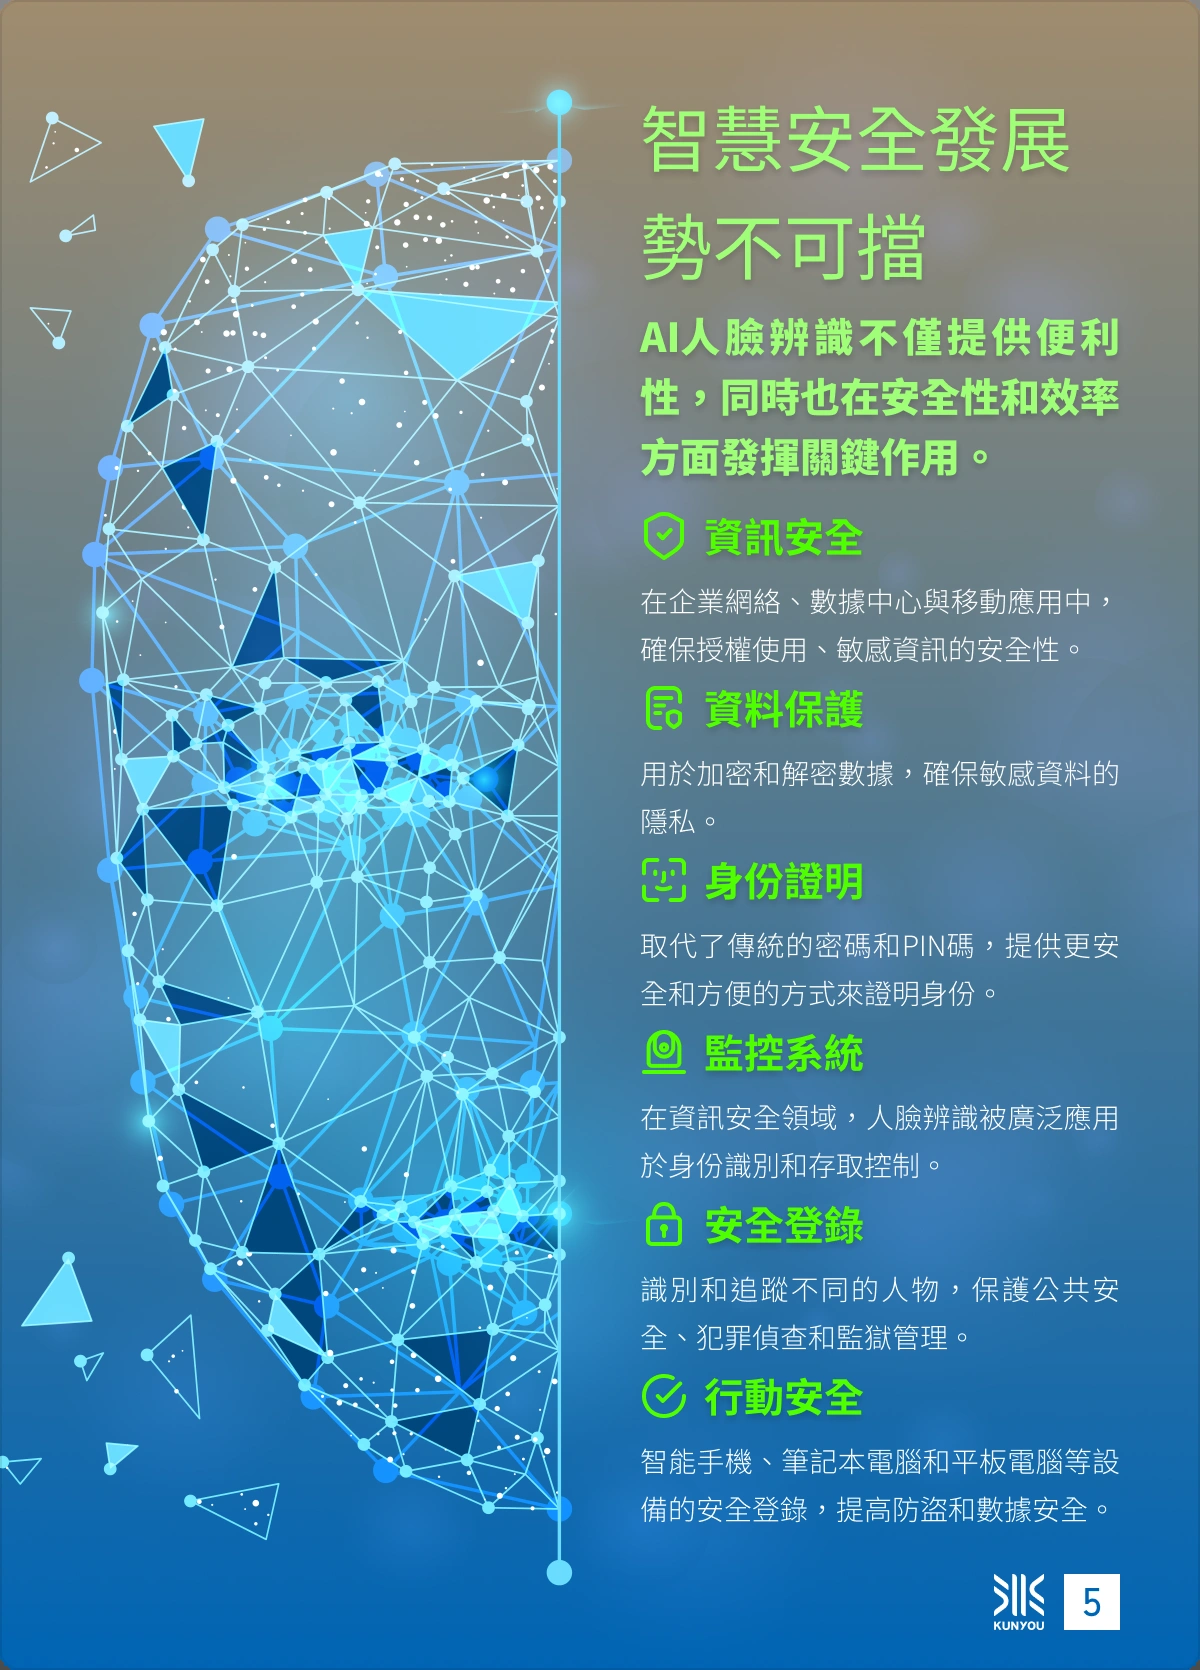 智慧安全發展
勢不可擋
AI人臉辨識不僅提供便利
性，同時也在安全性和效率
方面發揮關鍵作用。
資訊安全
在企業網絡、數據中心與移動應用中，
確保授權使用、敏感資訊的安全性。
資料保護
用於加密和解密數據，確保敏感資料的
隱私。
身份證明
取代了傳統的密碼和PIN碼，提供更安
全和方便的方式來證明身份。
監控系統
在資訊安全領域，人臉辨識被廣泛應用
於身份識別和存取控制。
安全登錄
識別和追蹤不同的人物，保護公共安
全、犯罪偵查和監獄管理。
行動安全
智能手機、筆記本電腦和平板電腦等設
備的安全登錄，提高防盜和數據安全。
KUNYOU
5